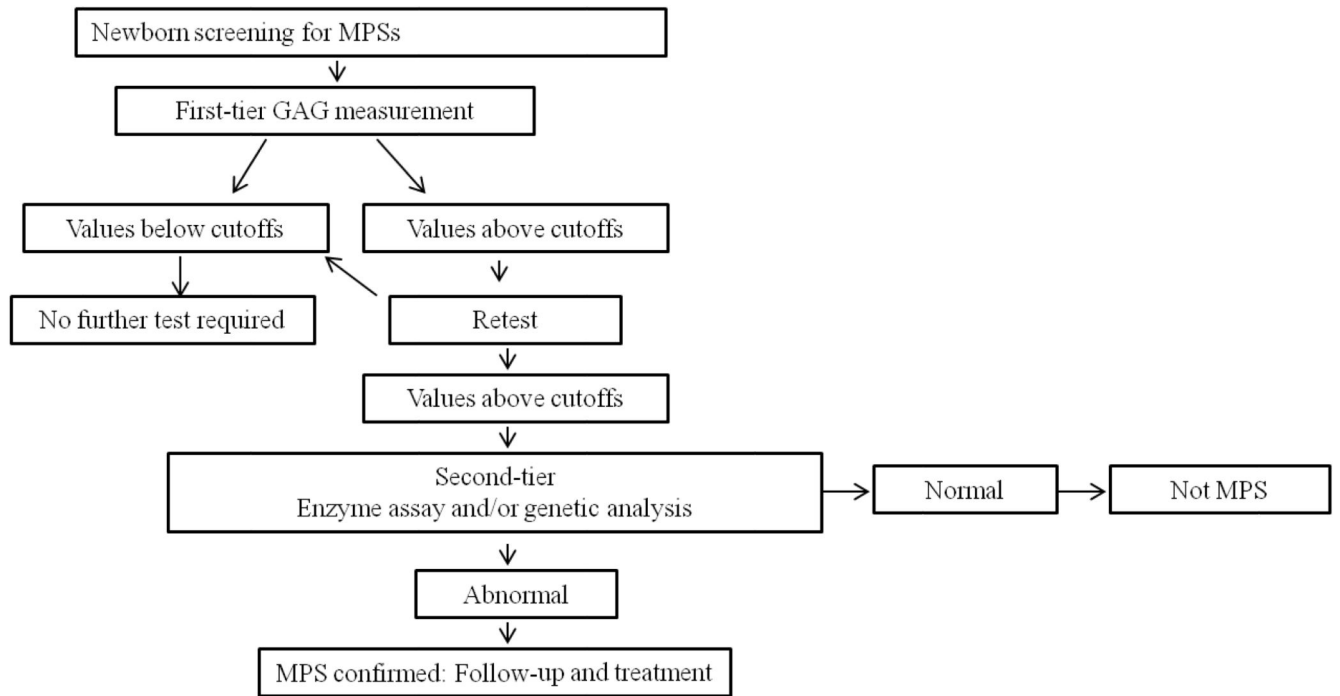 Newborn screening for MPSs
First-tier GAG measurement
Values below cutoffs
Values above cutoffs
No further test required
Retest
Values above cutoffs
Second-tier
Enzyme assay and/or genetic analysis
Normal
Not MPS
Abnormal
MPS confirmed: Follow-up and treatment